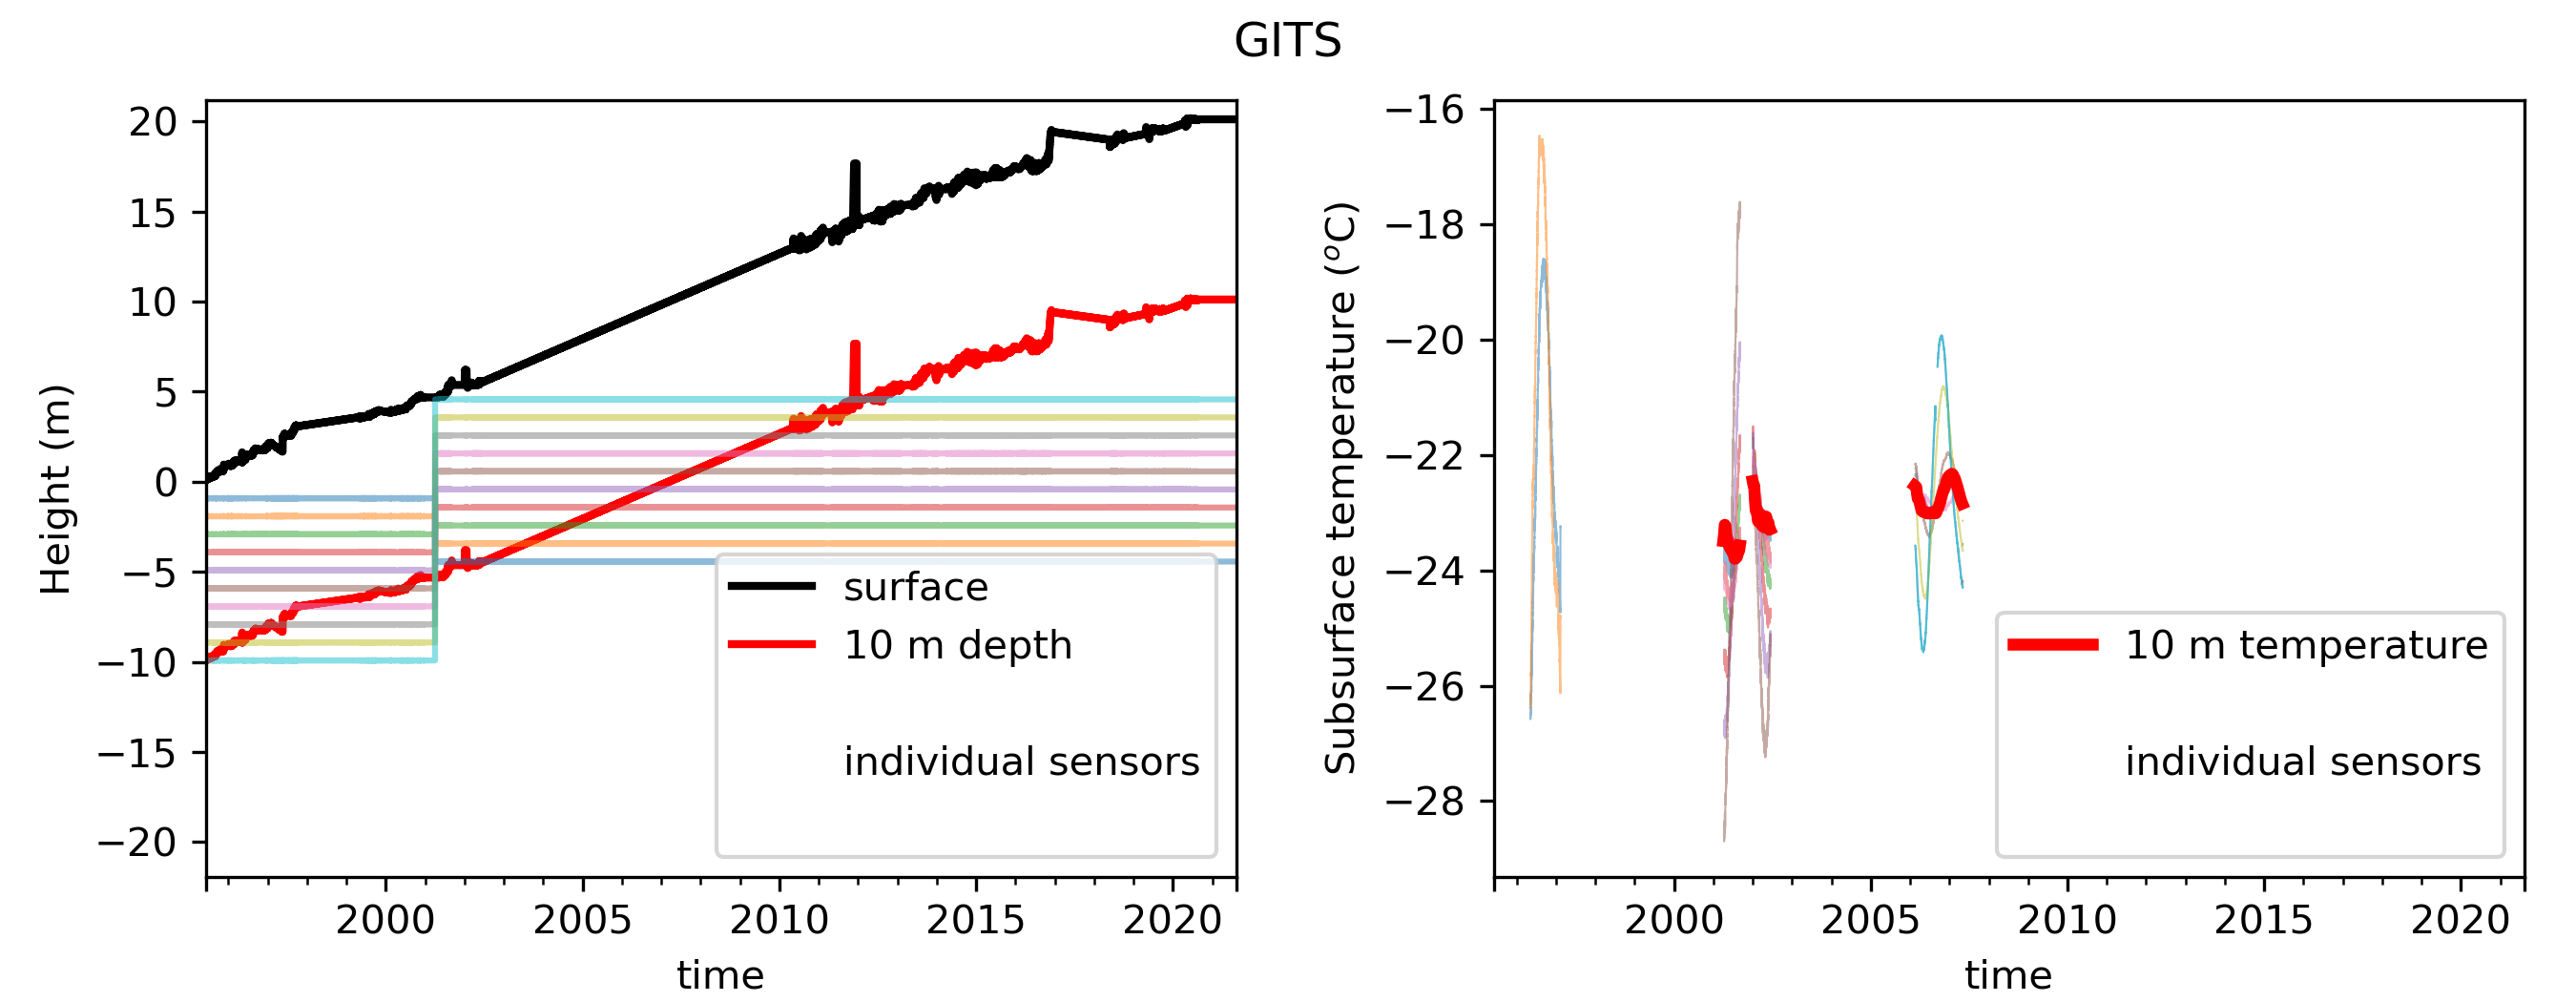 GITS
20
15
10
5
0
−5
−10
−15
−20
Height (m)
surface
10 m depth
individual sensors
2000 2005 2010 2015 2020
time
−16
−18
−20
−22
−24
−26
−28
Subsurface temperature (°C)
10 m temperature
individual sensors
2000 2005 2010 2015 2020
time